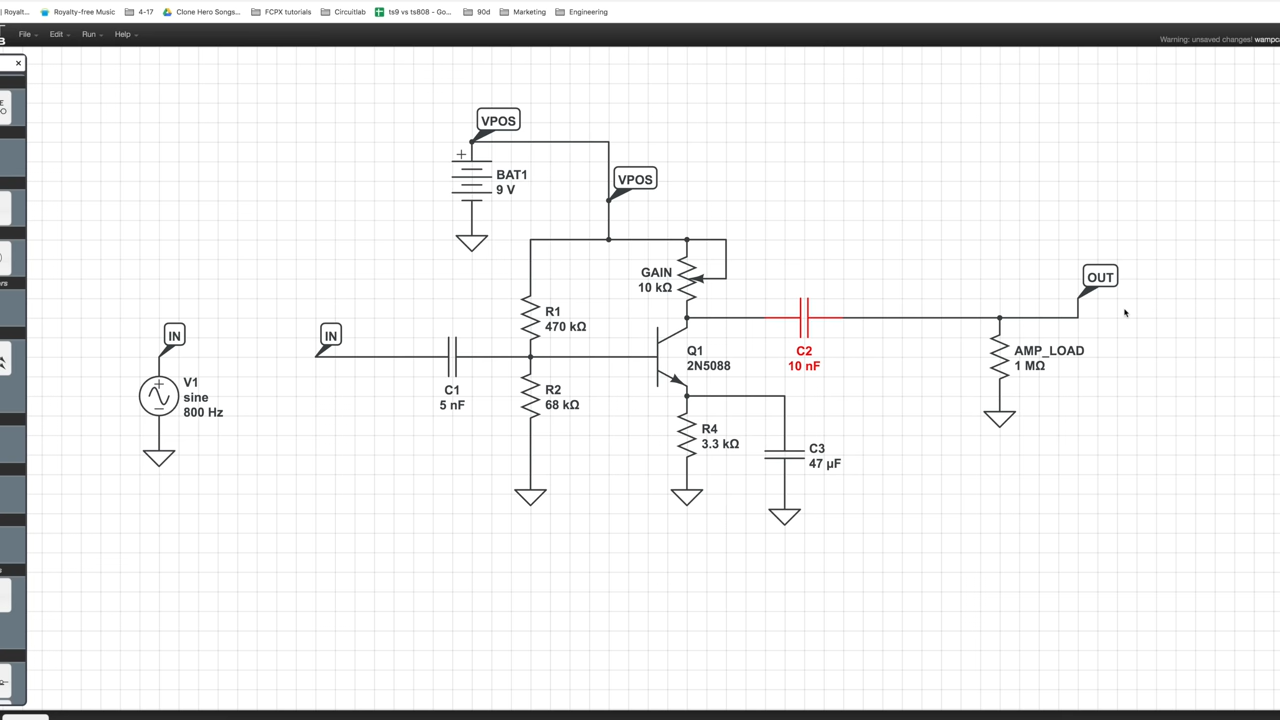 Royalt...
Royalty-free Music
4-17
Clone Hero Songs...
FCPX tutorials
Circuitlab
ts9 vs ts808 - Go...
90d
Marketing
Engineering
File
Edit
Run
Help
Warning: unsaved changes! wampo
VPOS
+
BAT1
9 V
VPOS
GAIN
10 kΩ
OUT
R1
470 kΩ
IN
IN
Q1
2N5088
C2
10 nF
AMP_LOAD
1 MΩ
V1
sine
800 Hz
C1
5 nF
R2
68 kΩ
R4
3.3 kΩ
C3
47 µF